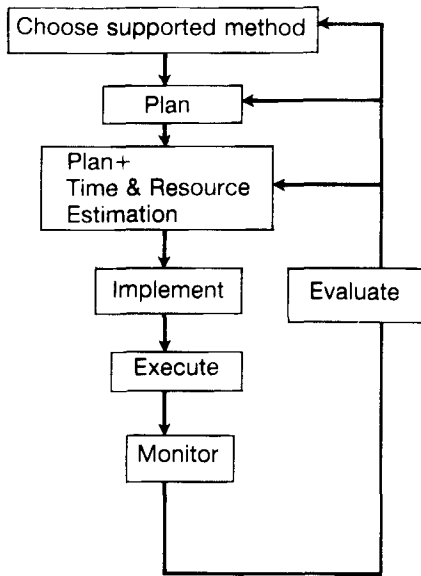 Choose supported method
Plan
Plan+
Time & Resource
Estimation
Implement
Evaluate
Execute
Monitor